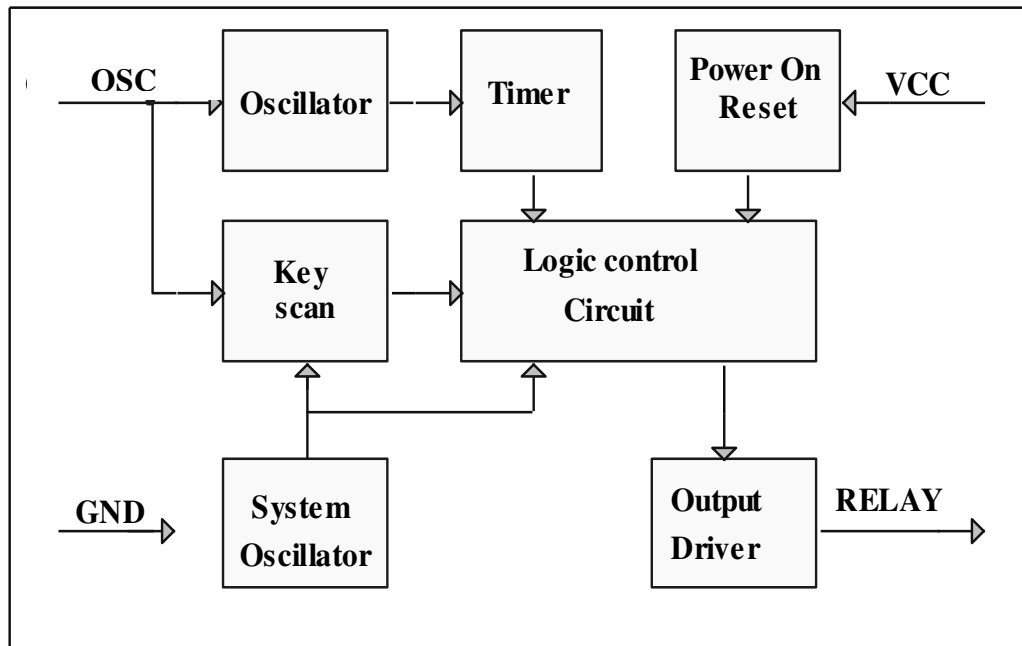 OSC
Oscillator
Timer
Power On
Reset
VCC
Key
scan
Logic control
Circuit
GND
System
Oscillator
Output
Driver
RELAY